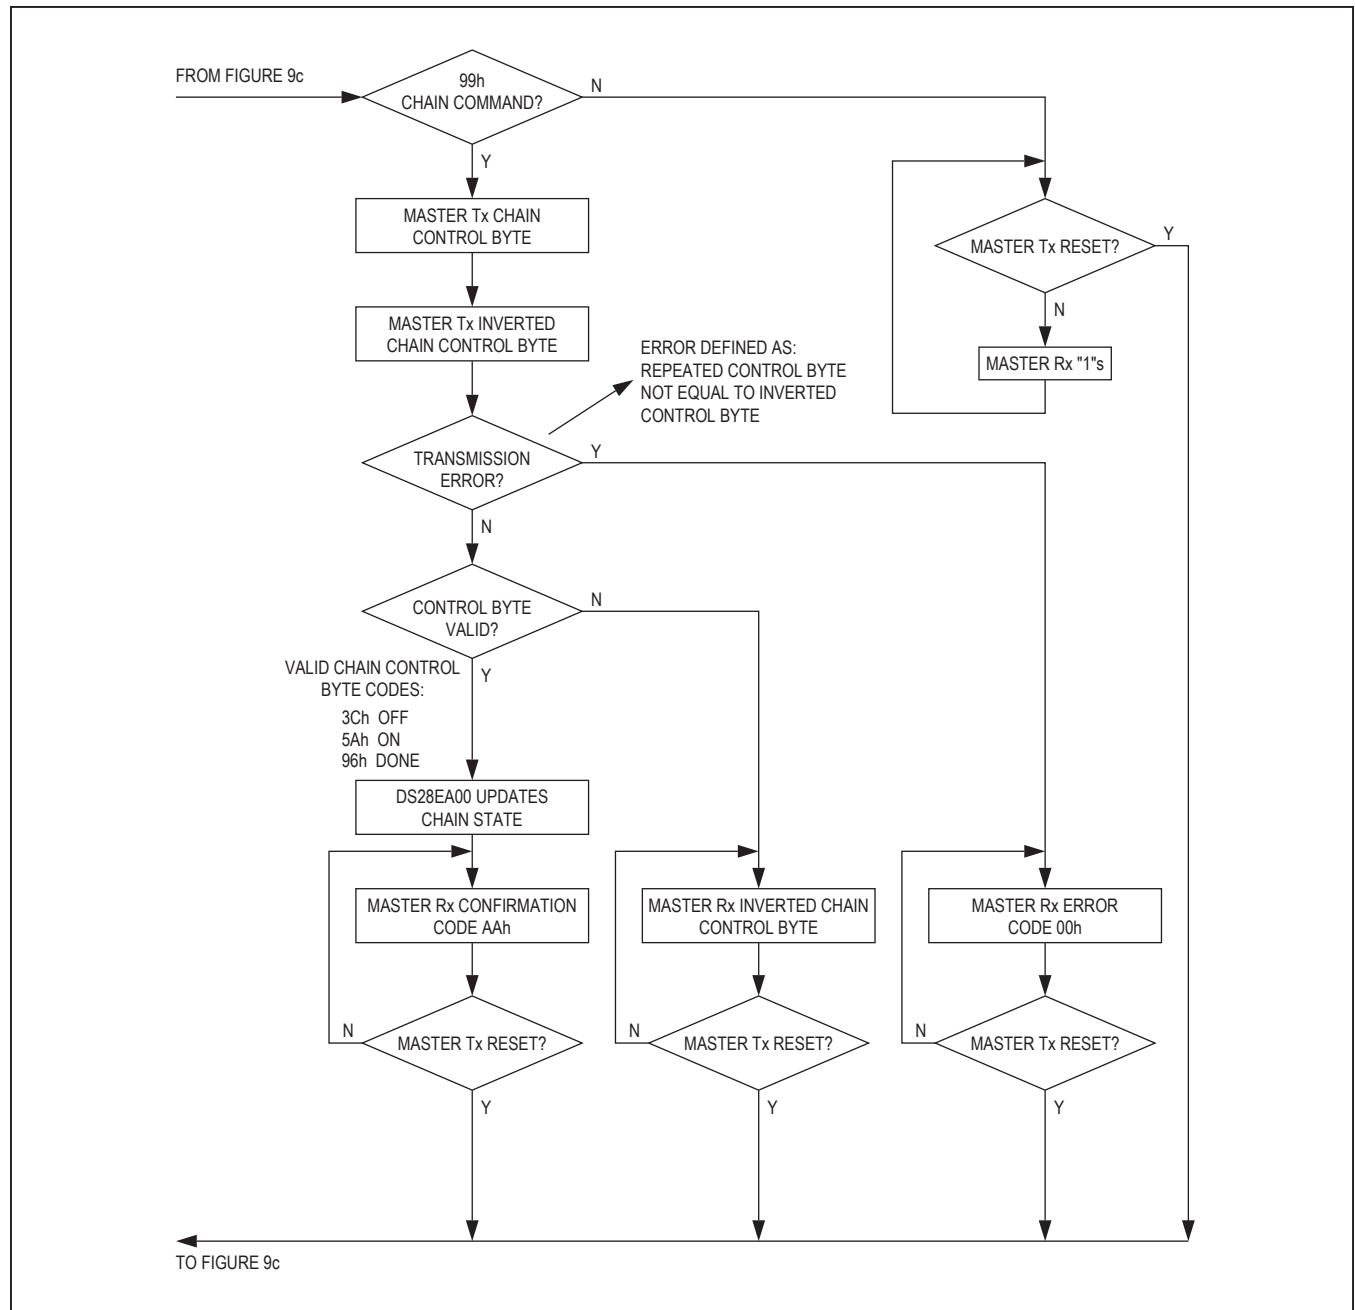 FROM FIGURE 9c
99h
CHAIN COMMAND?
N
Y
MASTER Tx CHAIN
CONTROL BYTE
MASTER Tx RESET?
Y
N
MASTER Rx "1"s
MASTER Tx INVERTED
CHAIN CONTROL BYTE
ERROR DEFINED AS:
REPEATED CONTROL BYTE
NOT EQUAL TO INVERTED
CONTROL BYTE
TRANSMISSION
ERROR?
Y
N
CONTROL BYTE
VALID?
N
Y
VALID CHAIN CONTROL
BYTE CODES:
3Ch OFF
5Ah ON
96h DONE
DS28EA00 UPDATES
CHAIN STATE
MASTER Rx CONFIRMATION
CODE AAh
MASTER Rx INVERTED CHAIN
CONTROL BYTE
MASTER Rx ERROR
CODE 00h
N
MASTER Tx RESET?
Y
N
MASTER Tx RESET?
Y
N
MASTER Tx RESET?
Y
TO FIGURE 9c